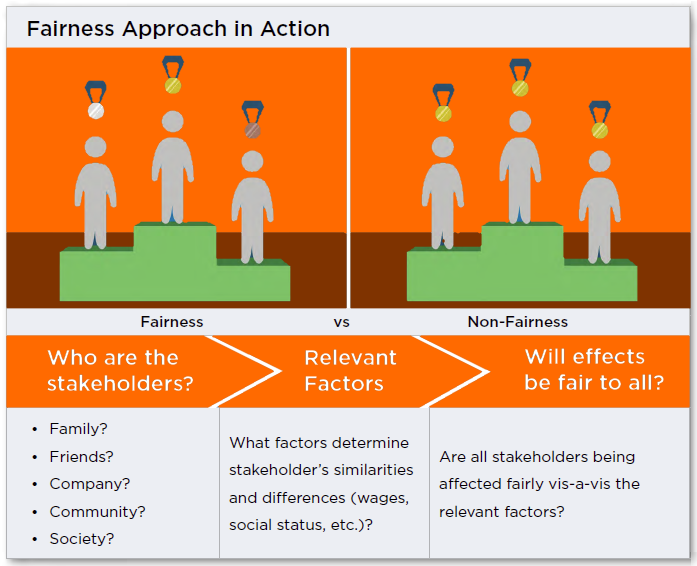 Fairness Approach in Action
Fairness vs Non-Fairness
Who are the
stakeholders?
Relevant
Factors
Will effects
be fair to all?
• Family?
• Friends?
• Company?
• Community?
• Society?
What factors determine
stakeholder’s similarities
and differences (wages,
social status, etc.)?
Are all stakeholders being
affected fairly vis-a-vis the
relevant factors?